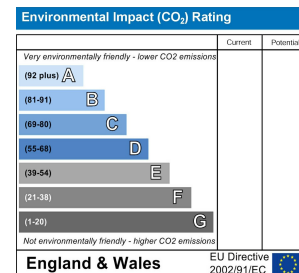 Environmental Impact (CO₂) Rating
Current Potential
Very environmentally friendly - lower CO2 emissions
(92 plus) A
(81-91) B
(69-80) C
(55-68) D
(39-54) E
(21-38) F
(1-20) G
Not environmentally friendly - higher CO2 emissions
England & Wales
EU Directive
2002/91/EC